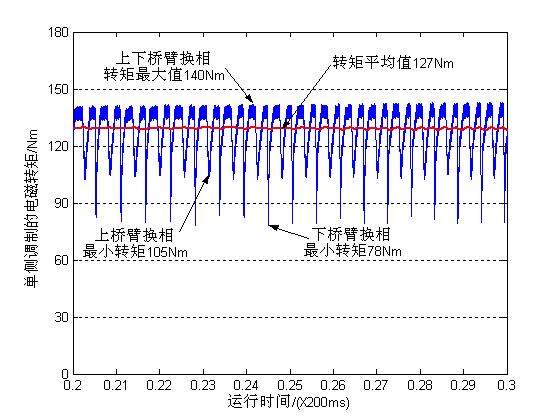 180
上下桥臂换相
转矩最大值140Nm
转矩平均值127Nm
150
120
90
上桥臂换相
最小转矩105Nm
下桥臂换相
最小转矩78Nm
60
30
0
单侧调制的电磁转矩/Nm
0.2 0.21 0.22 0.23 0.24 0.25 0.26 0.27 0.28 0.29 0.3
运行时间/(X200ms)